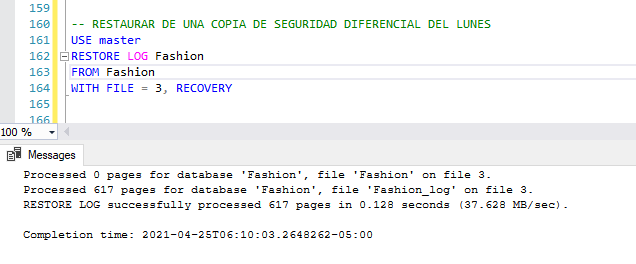 159
160 -- RESTAURAR DE UNA COPIA DE SEGURIDAD DIFERENCIAL DEL LUNES
161 USE master
162 RESTORE LOG Fashion
163 FROM Fashion
164 WITH FILE = 3, RECOVERY
165
166
100 %
Messages
Processed 0 pages for database 'Fashion', file 'Fashion' on file 3.
Processed 617 pages for database 'Fashion', file 'Fashion_log' on file 3.
RESTORE LOG successfully processed 617 pages in 0.128 seconds (37.628 MB/sec).
Completion time: 2021-04-25T06:10:03.2648262-05:00